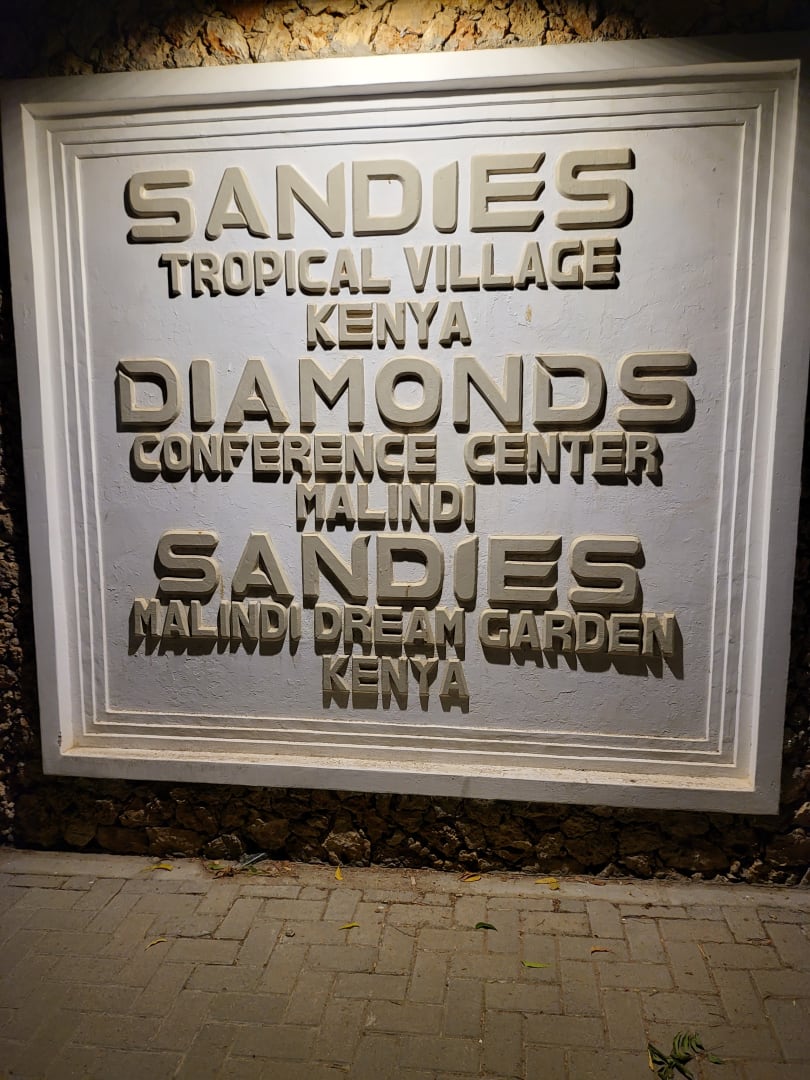 SANDIES
TROPICAL VILLAGE
KENYA
DIAMONDS
CONFERENCE CENTER
MALINDI
SANDIES
MALINDI DREAM GARDEN
KENYA